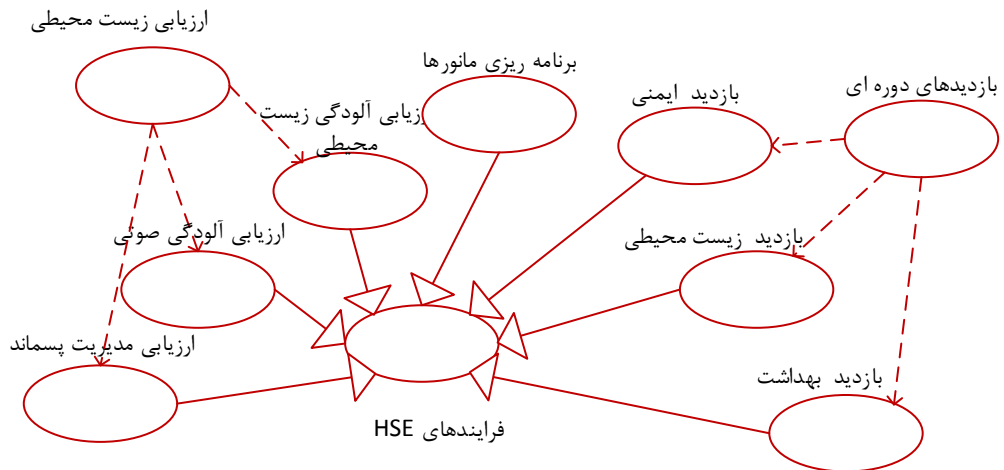 ارزیابی زیست محیطی
برنامه ریزی مانورها
بازدید ایمنی
بازدیدهای دوره ای
رزیابی آلودگی زیست
محیطی
ارزیابی آلودگی صوتی
بازدید زیست محیطی
ارزیابی مدیریت پسماند
بازدید بهداشت
فرایندهای HSE